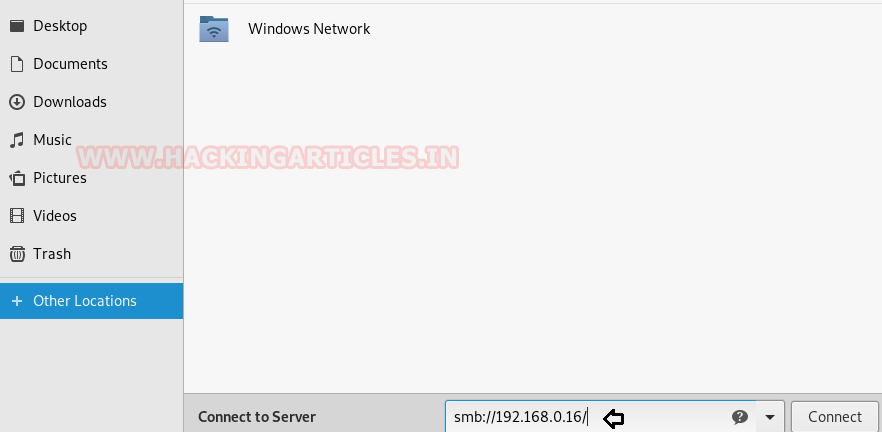 Desktop
Windows Network
Documents
Downloads
Music
WWW.HACKINGARTICLES.IN
Pictures
Videos
Trash
Other Locations
Connect to Server smb://192.168.0.16/ ? Connect